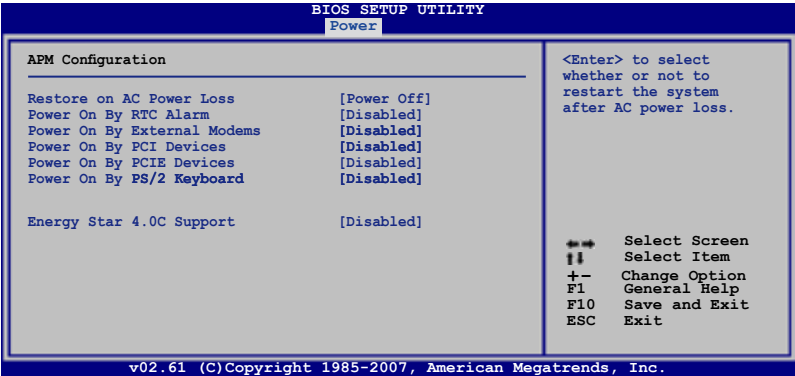 BIOS SETUP UTILITY
Power
APM Configuration
Restore on AC Power Loss [Power Off]
Power On By RTC Alarm [Disabled]
Power On By External Modems [Disabled]
Power On By PCI Devices [Disabled]
Power On By PCIE Devices [Disabled]
Power On By PS/2 Keyboard [Disabled]
Energy Star 4.0C Support [Disabled]
<Enter> to select
whether or not to
restart the system
after AC power loss.
Select Screen
Select Item
+- Change Option
F1 General Help
F10 Save and Exit
ESC Exit
v02.61 (C)Copyright 1985-2007, American Megatrends, Inc.